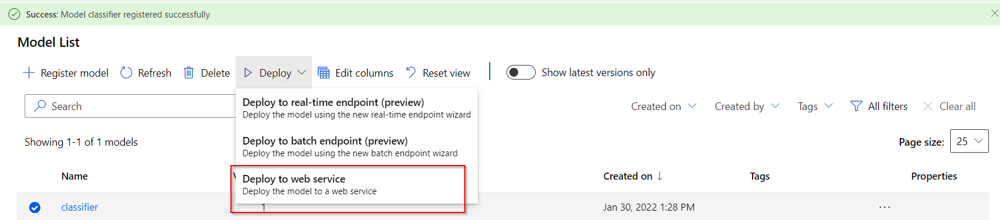 Success: Model classifier registered successfully
Model List
Register model Refresh Delete Deploy Edit columns Reset view Show latest versions only
Deploy to real-time endpoint (preview)
Deploy the model using the new real-time endpoint wizard
Search Created on Created by Tags All filters Clear all
Deploy to batch endpoint (preview)
Deploy the model using the new batch endpoint wizard
Showing 1-1 of 1 models Page size: 25
Deploy to web service
Deploy the model to a web service
Name Created on Tags Properties
classifier 1 Jan 30, 2022 1:28 PM